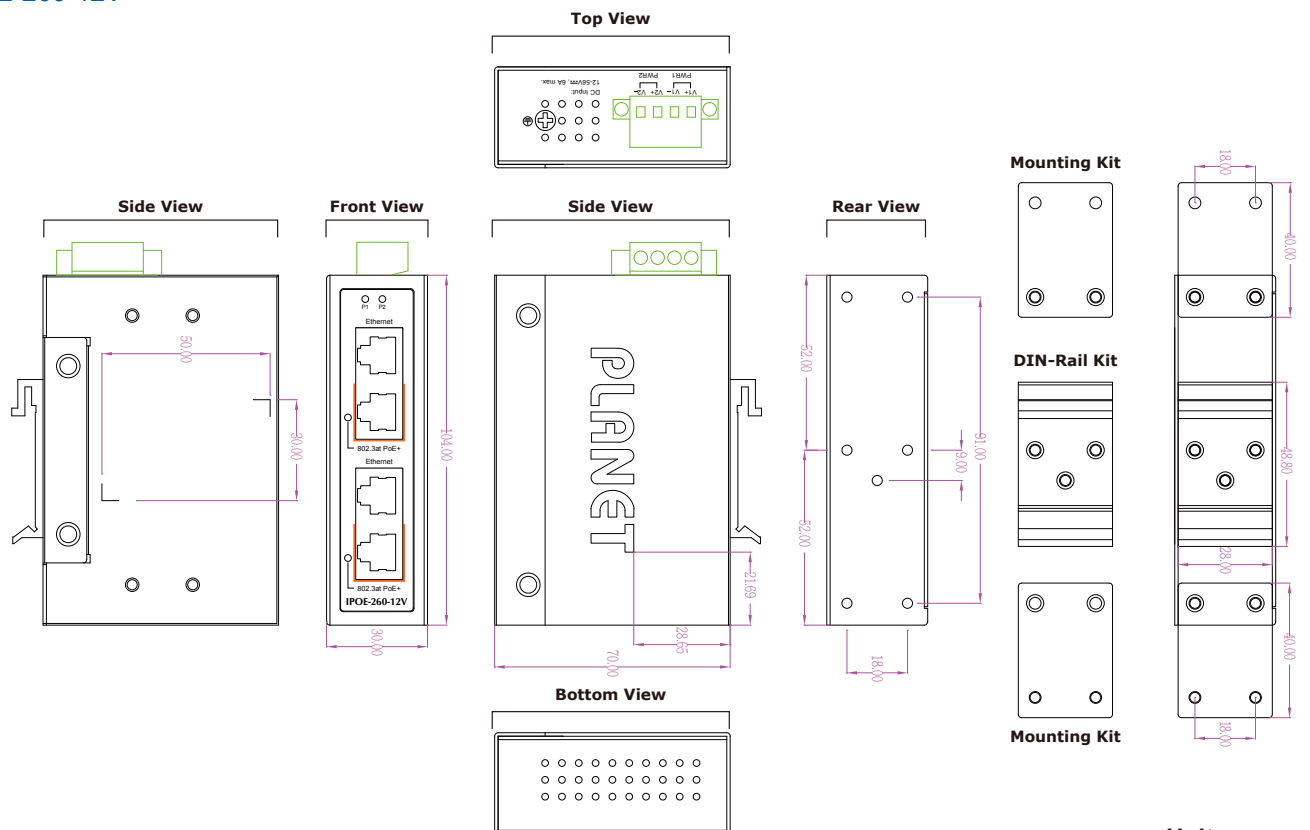 Top View
DC Input:
12-56V⎓, 6A max.
PWR2 PWR1
V2- V2+ V1- V1+
Mounting Kit
18.00
40.00
Side View
Front View
Side View
Rear View
P1 P2
Ethernet
802.3at PoE+
Ethernet
802.3at PoE+
IPOE-260-12V
50.00
30.00
104.00
30.00
PLANET
21.69
28.65
70.00
52.00
52.00
91.00
9.00
18.00
DIN-Rail Kit
48.80
28.00
40.00
18.00
Mounting Kit
Bottom View